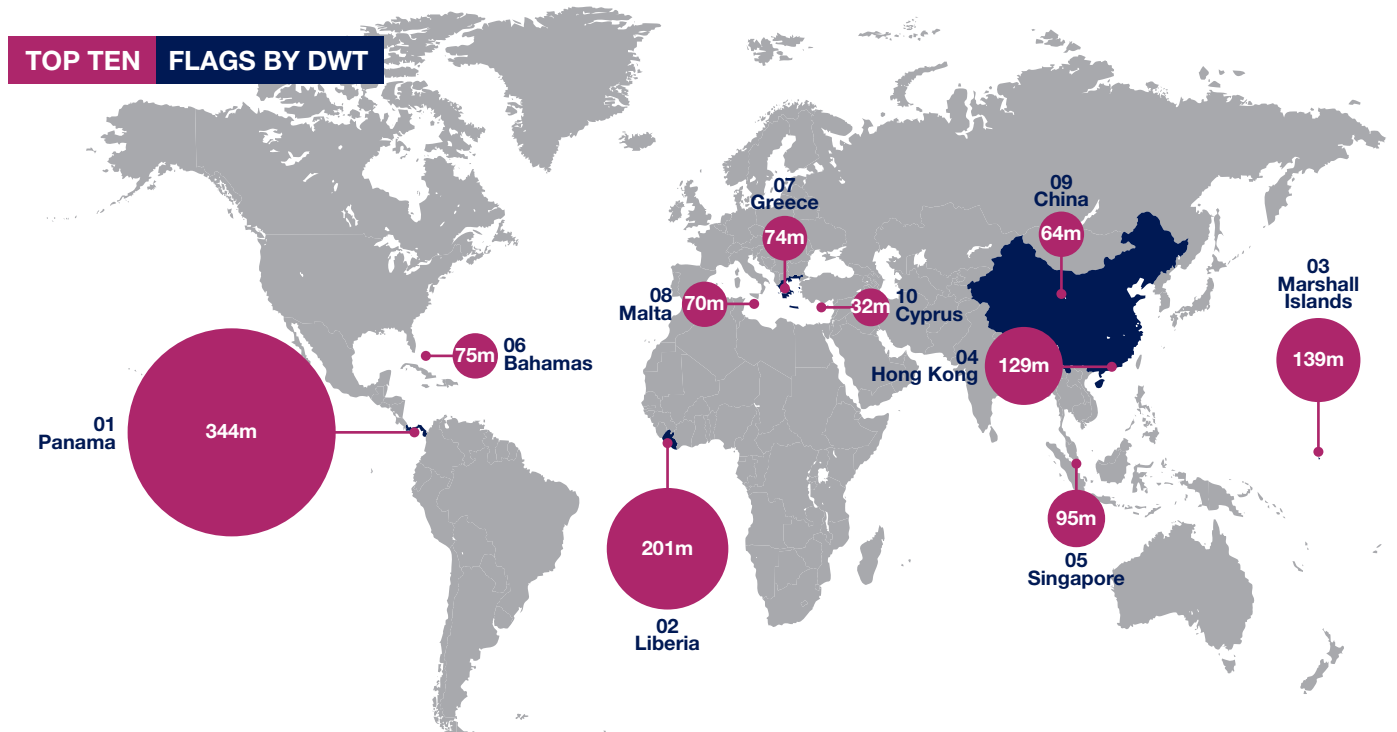 TOP TEN FLAGS BY DWT
01
Panama
344m
02
Liberia
201m
03
Marshall
Islands
139m
04
Hong Kong
129m
05
Singapore
95m
06
Bahamas
75m
07
Greece
74m
08
Malta
70m
09
China
64m
10
Cyprus
32m